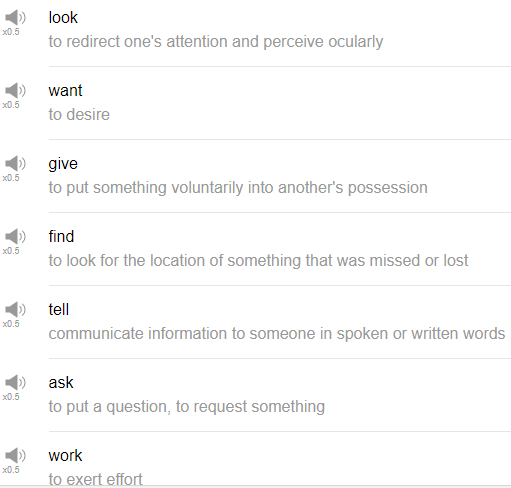 look
x0.5
to redirect one's attention and perceive ocularly
want
x0.5
to desire
give
x0.5
to put something voluntarily into another's possession
find
x0.5
to look for the location of something that was missed or lost
tell
x0.5
communicate information to someone in spoken or written words
ask
x0.5
to put a question, to request something
work
x0.5
to exert effort